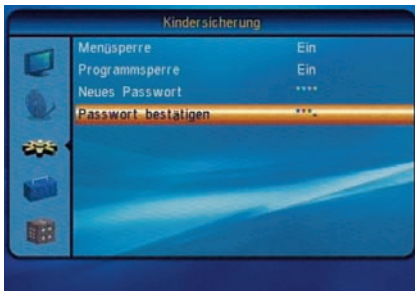 Kindersicherung
Menüsperre Ein
Programmsperre Ein
Neues Passwort ****
Passwort bestätigen ***_